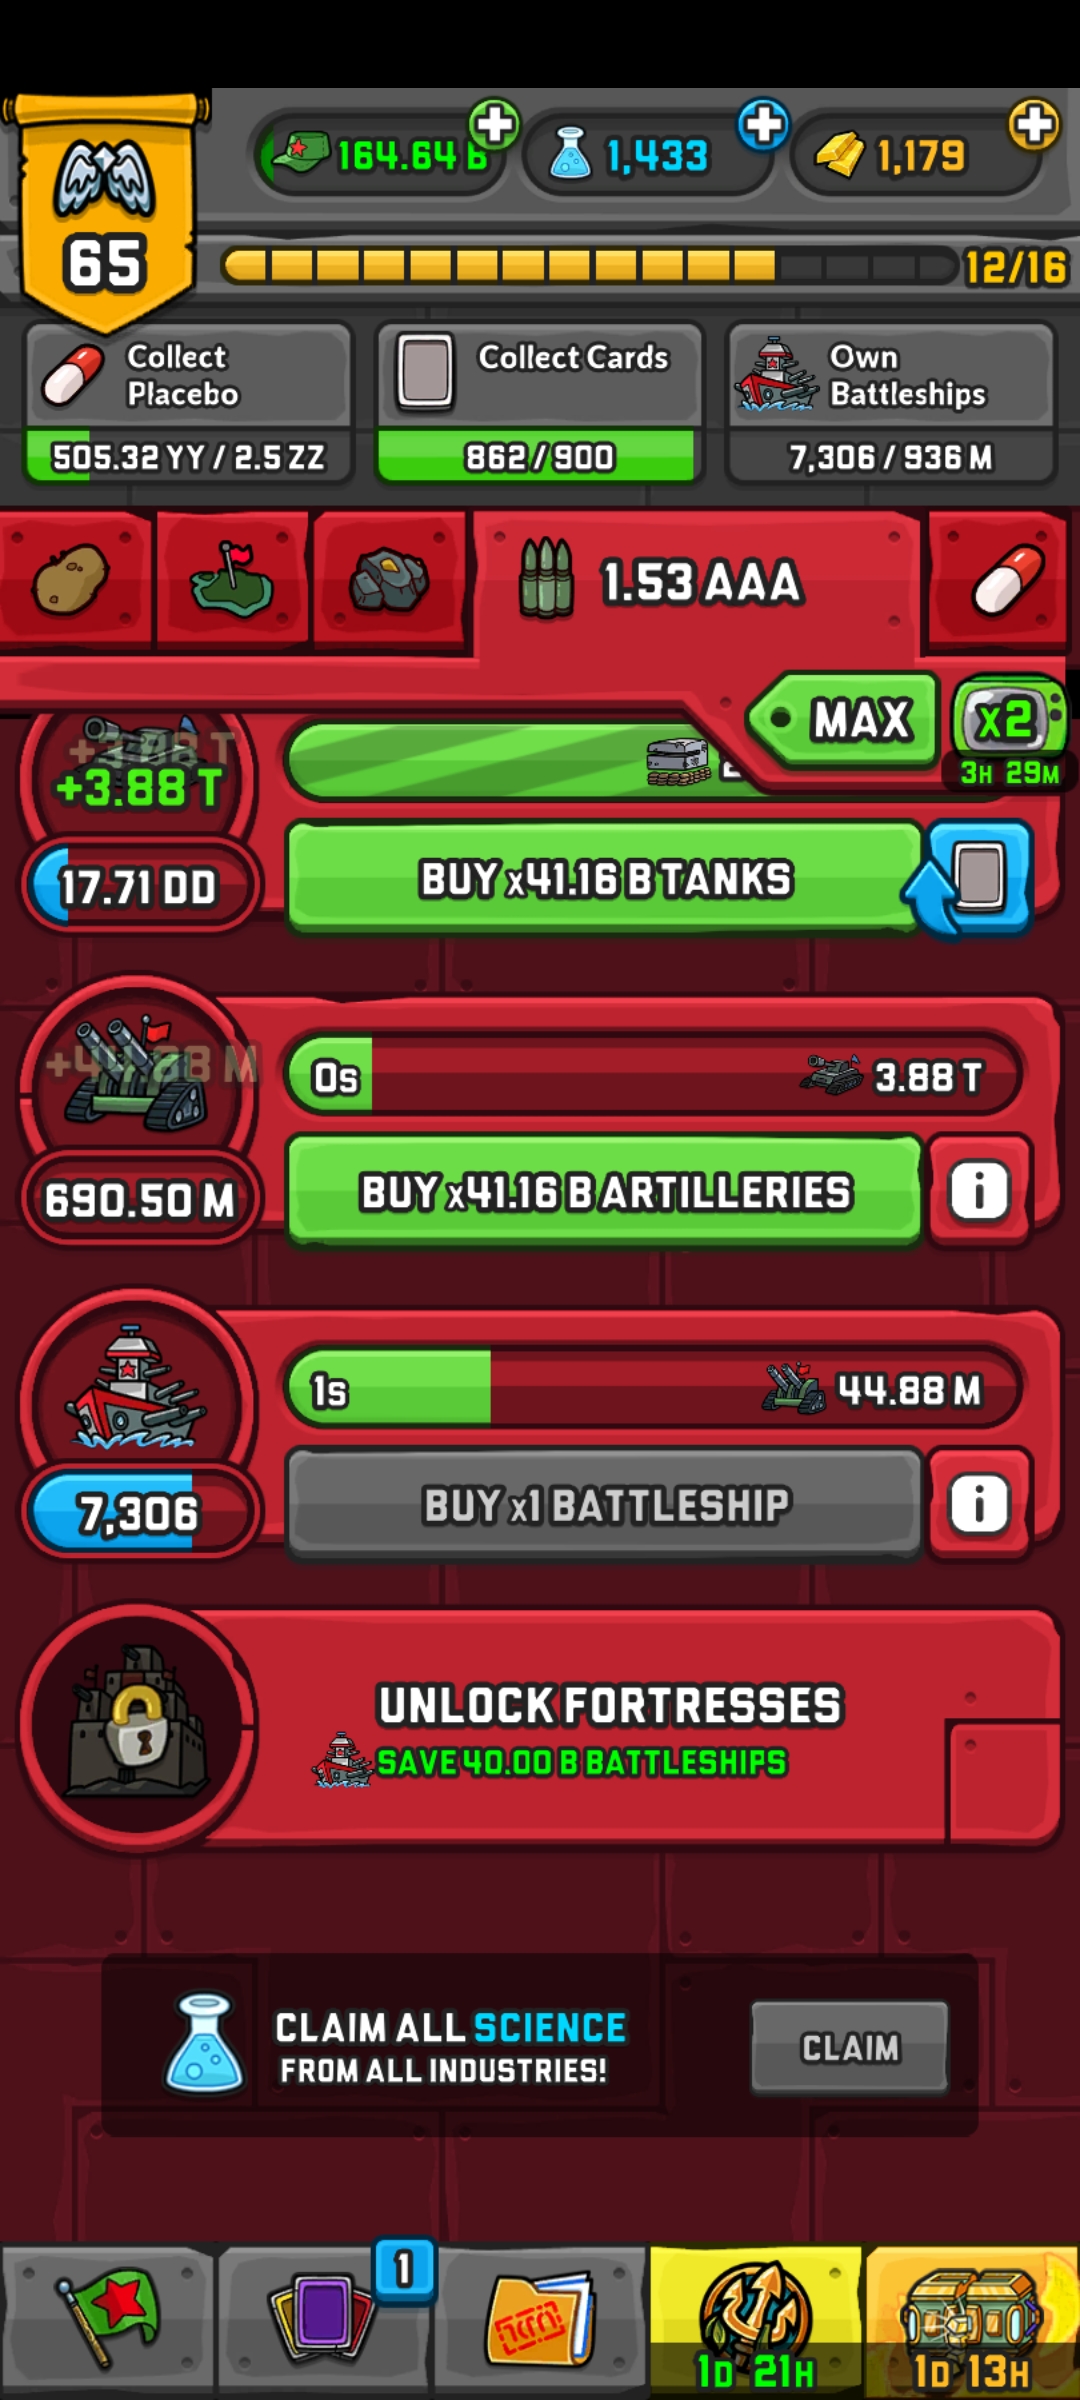 164.64 B
1,433
1,179
65
12/16
Collect
Placebo
505.32 YY / 2.5 ZZ
Collect Cards
862/900
Own
Battleships
7,306 / 936 M
1.53 AAA
MAX
x2
3H 29M
+3.88 T
+3.88 T
17.71 DD
BUY x41.16 B TANKS
+44.88 M
0s
3.88 T
690.50 M
BUY x41.16 B ARTILLERIES
i
1s
44.88 M
7,306
BUY x1 BATTLESHIP
i
UNLOCK FORTRESSES
SAVE 40.00 B BATTLESHIPS
CLAIM ALL SCIENCE
FROM ALL INDUSTRIES!
CLAIM
1
1D 21H
1D 13H